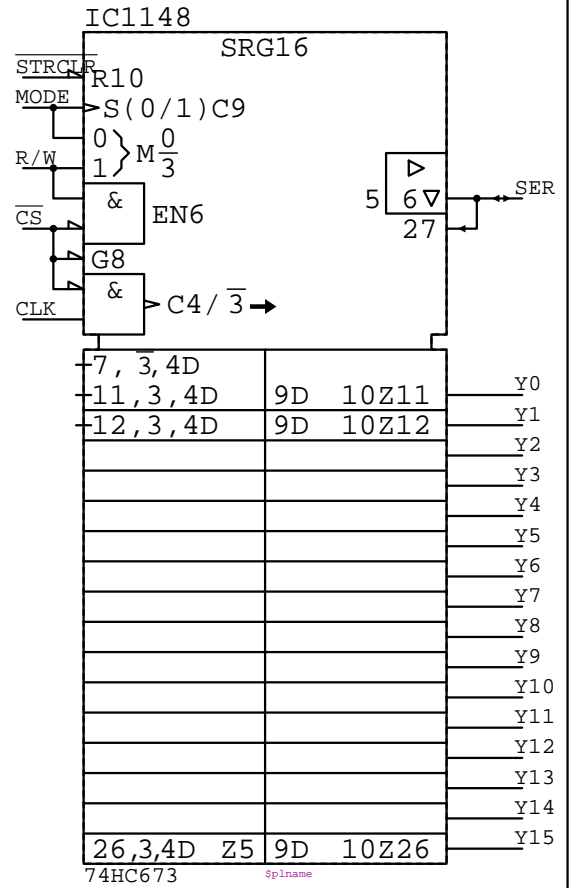 IC1148
SRG16
STRCLR
R10
MODE
S(0/1)C9
0
1
M 0/3
R/W
&
EN6
5
6
27
SER
CS
G8
&
C4/3
CLK
7, 3,4D
11,3,4D 9D 10Z11 Y0
12,3,4D 9D 10Z12 Y1
Y2
Y3
Y4
Y5
Y6
Y7
Y8
Y9
Y10
Y11
Y12
Y13
Y14
26,3,4D Z5 9D 10Z26 Y15
74HC673
$plname